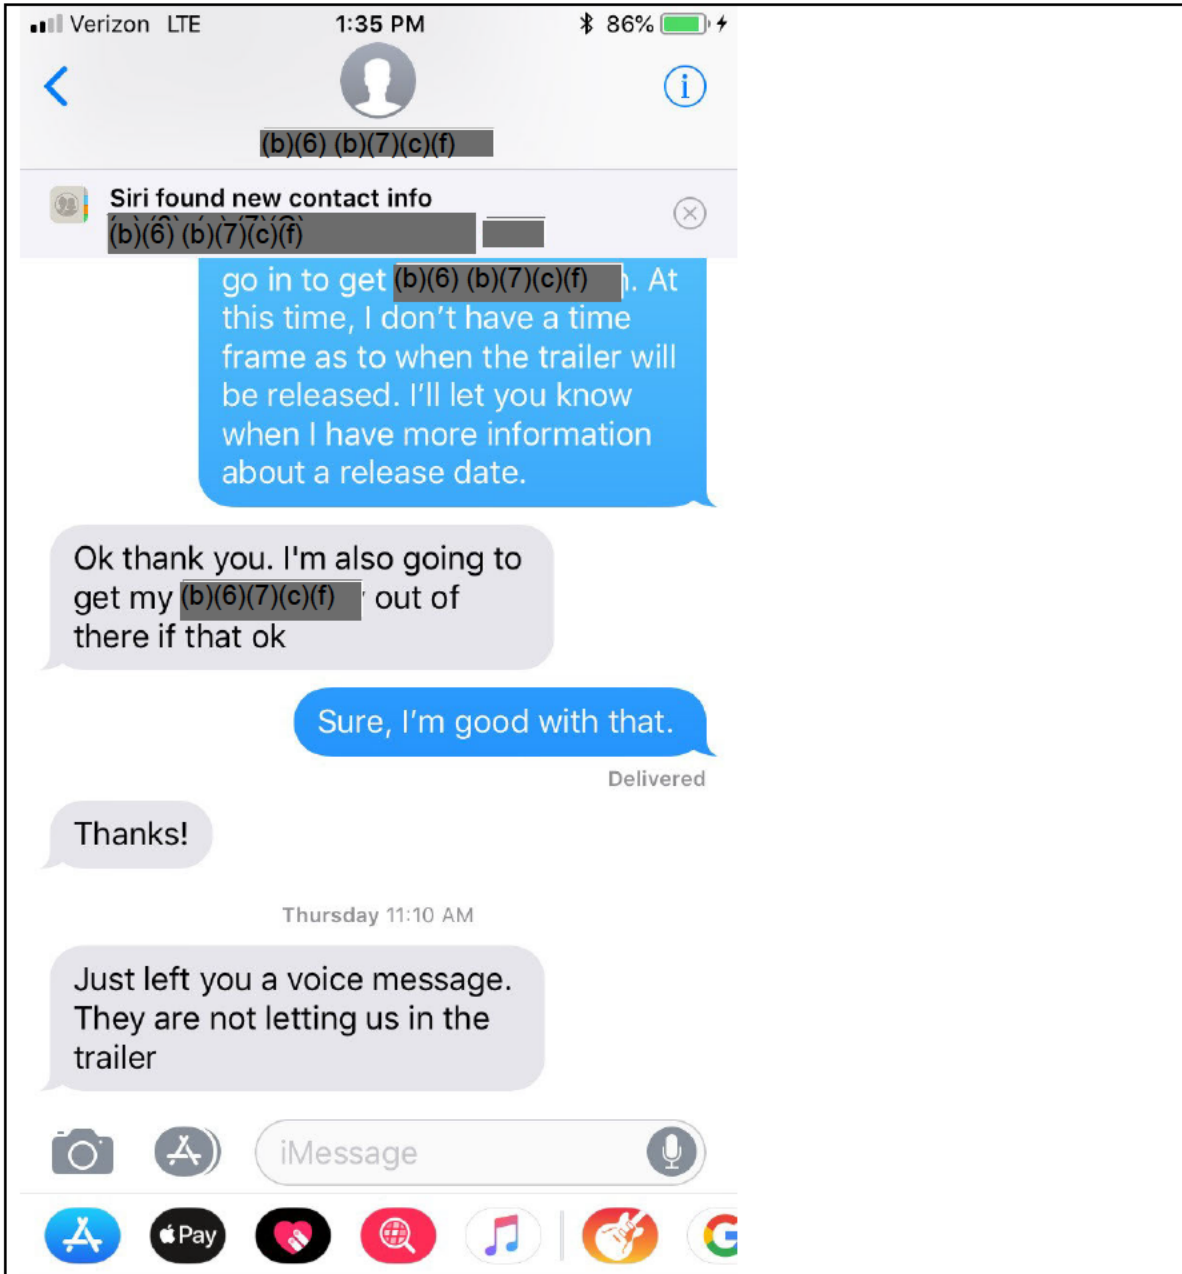 Verizon LTE 1:35 PM 86%
(b)(6) (b)(7)(c)(f)
Siri found new contact info
(b)(6) (b)(7)(c)(f)
go in to get (b)(6) (b)(7)(c)(f) . At
this time, I don’t have a time
frame as to when the trailer will
be released. I’ll let you know
when I have more information
about a release date.
Ok thank you. I'm also going to
get my (b)(6)(7)(c)(f) out of
there if that ok
Sure, I’m good with that.
Delivered
Thanks!
Thursday 11:10 AM
Just left you a voice message.
They are not letting us in the
trailer
iMessage
Pay